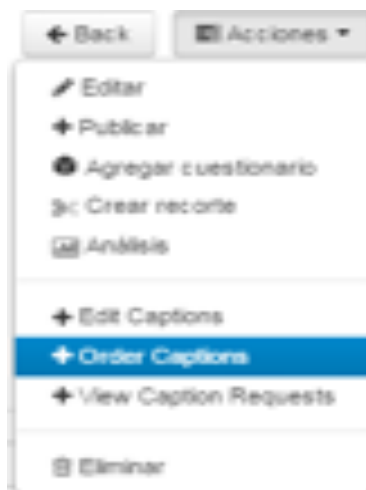 Back Acciones
Editar
Publicar
Agregar cuestionario
Crear recorte
Análisis
Edit Captions
Order Captions
View Caption Requests
Eliminar